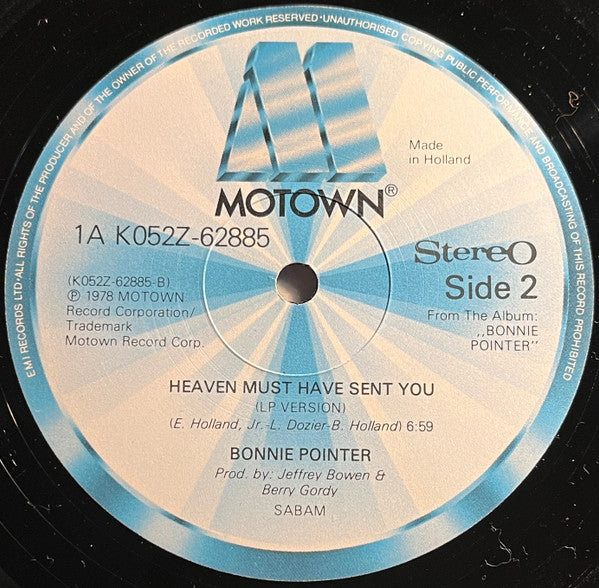 EMI RECORDS LTD·ALL RIGHTS OF THE PRODUCER AND OF THE OWNER OF THE RECORDED WORK RESERVED·UNAUTHORISED COPYING PUBLIC PERFORMANCE AND BROADCASTING OF THIS RECORD PROHIBITED
Made
in Holland
MOTOWN®
1A K052Z-62885
Stereo
Side 2
(K052Z-62885-B)
℗ 1978 MOTOWN
Record Corporation/
Trademark
Motown Record Corp.
From The Album:
,,BONNIE
POINTER"
HEAVEN MUST HAVE SENT YOU
(LP VERSION)
(E. Holland, Jr.-L. Dozier-B. Holland) 6:59
BONNIE POINTER
Prod. by: Jeffrey Bowen &
Berry Gordy
SABAM